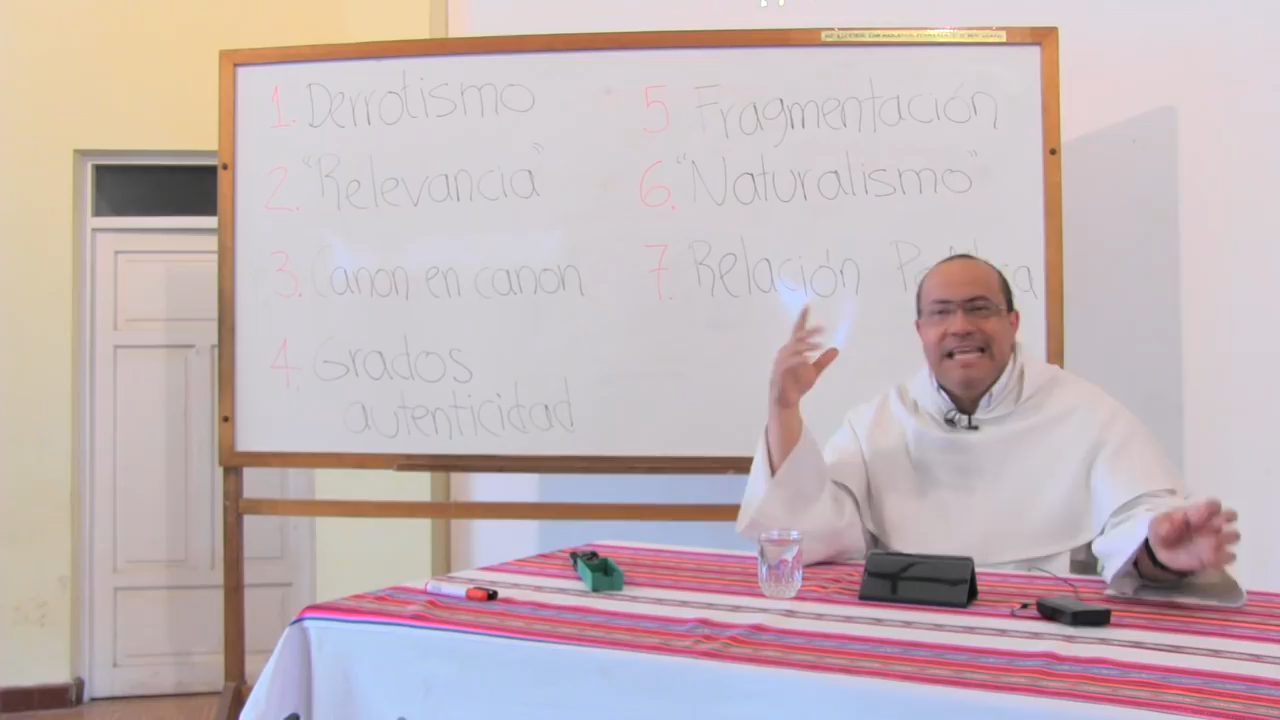 1. Derrotismo
2. "Relevancia"
3. Canon en canon
4. Grados
autenticidad
5 Fragmentación
6. "Naturalismo"
7. Relación